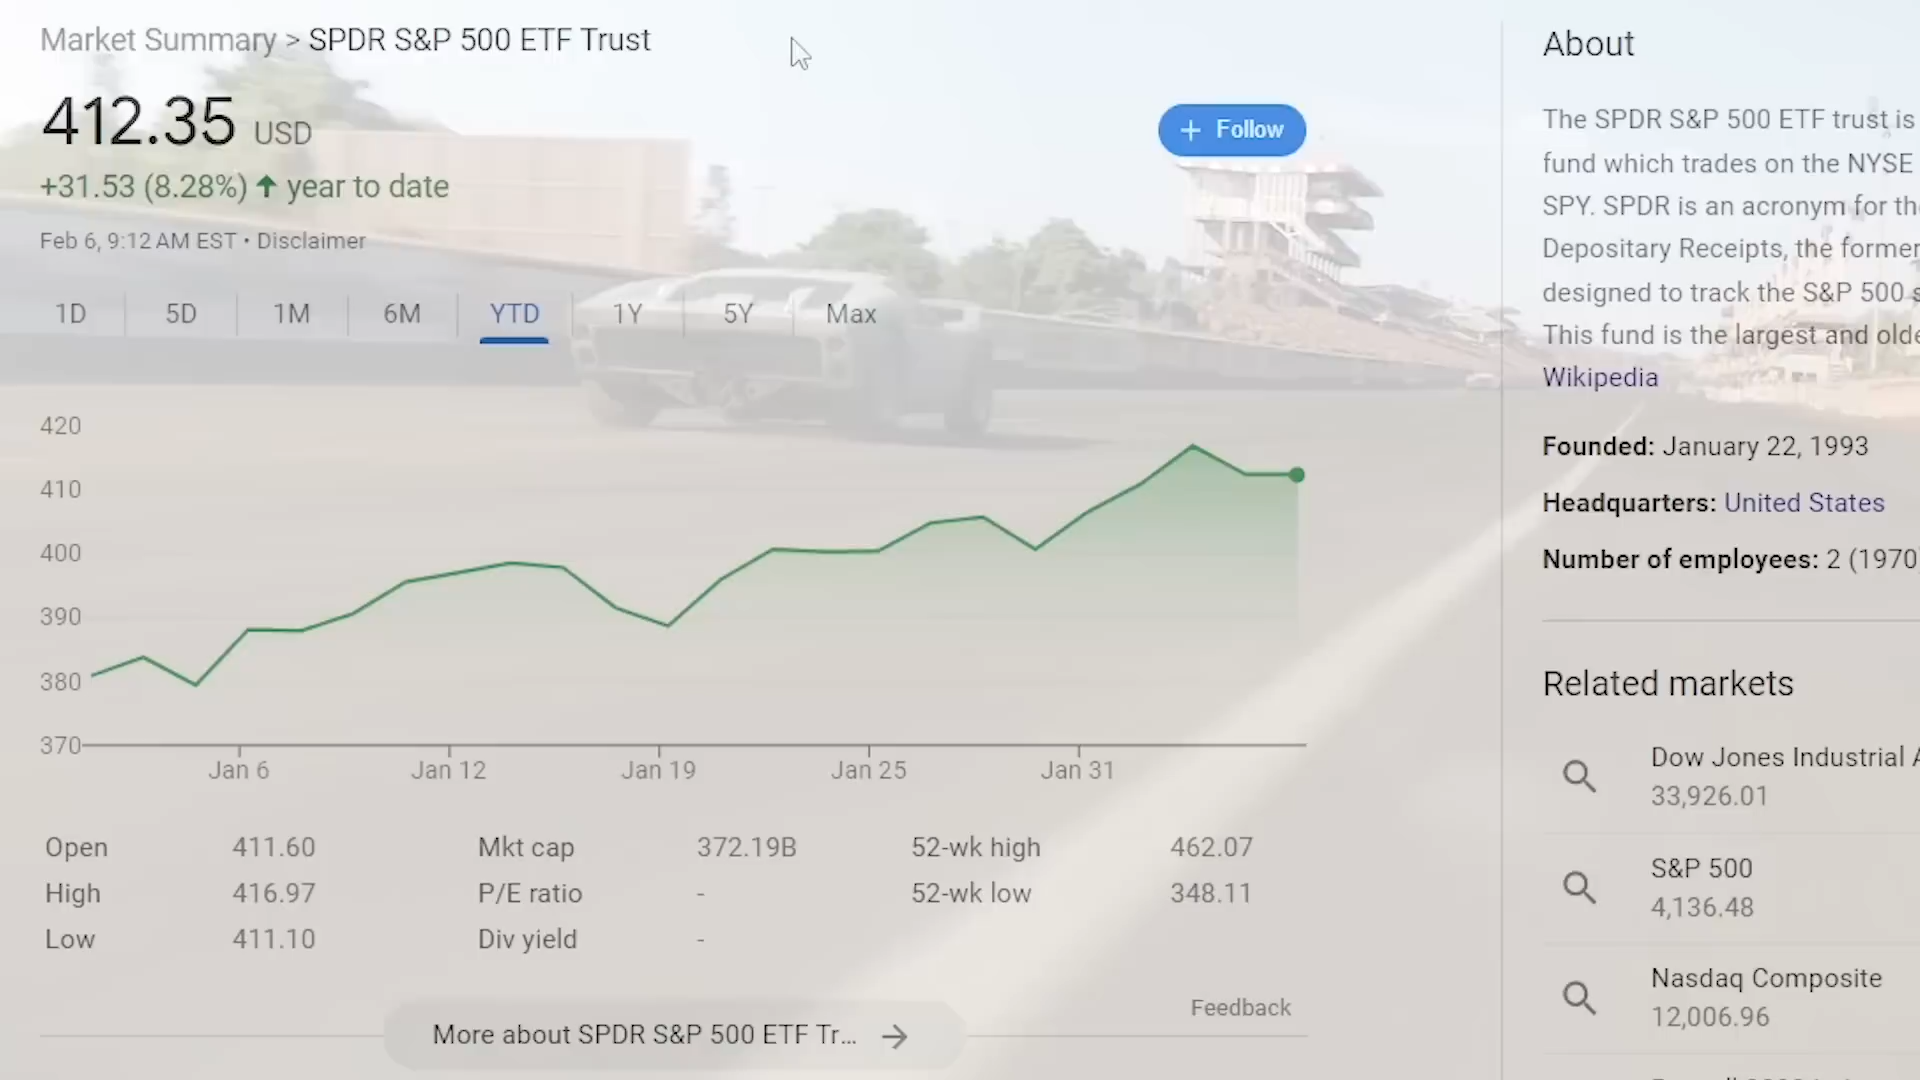 Market Summary > SPDR S&P 500 ETF Trust
412.35 USD
+ Follow
+31.53 (8.28%) ↑ year to date
Feb 6, 9:12 AM EST • Disclaimer
1D 5D 1M 6M YTD 1Y 5Y Max
420
410
400
390
380
370
Jan 6 Jan 12 Jan 19 Jan 25 Jan 31
Open 411.60 Mkt cap 372.19B 52-wk high 462.07
High 416.97 P/E ratio - 52-wk low 348.11
Low 411.10 Div yield -
Feedback
More about SPDR S&P 500 ETF Tr... →
About
The SPDR S&P 500 ETF trust is
fund which trades on the NYSE
SPY. SPDR is an acronym for the
Depositary Receipts, the former
designed to track the S&P 500 s
This fund is the largest and olde
Wikipedia
Founded: January 22, 1993
Headquarters: United States
Number of employees: 2 (1970)
Related markets
Dow Jones Industrial A
33,926.01
S&P 500
4,136.48
Nasdaq Composite
12,006.96